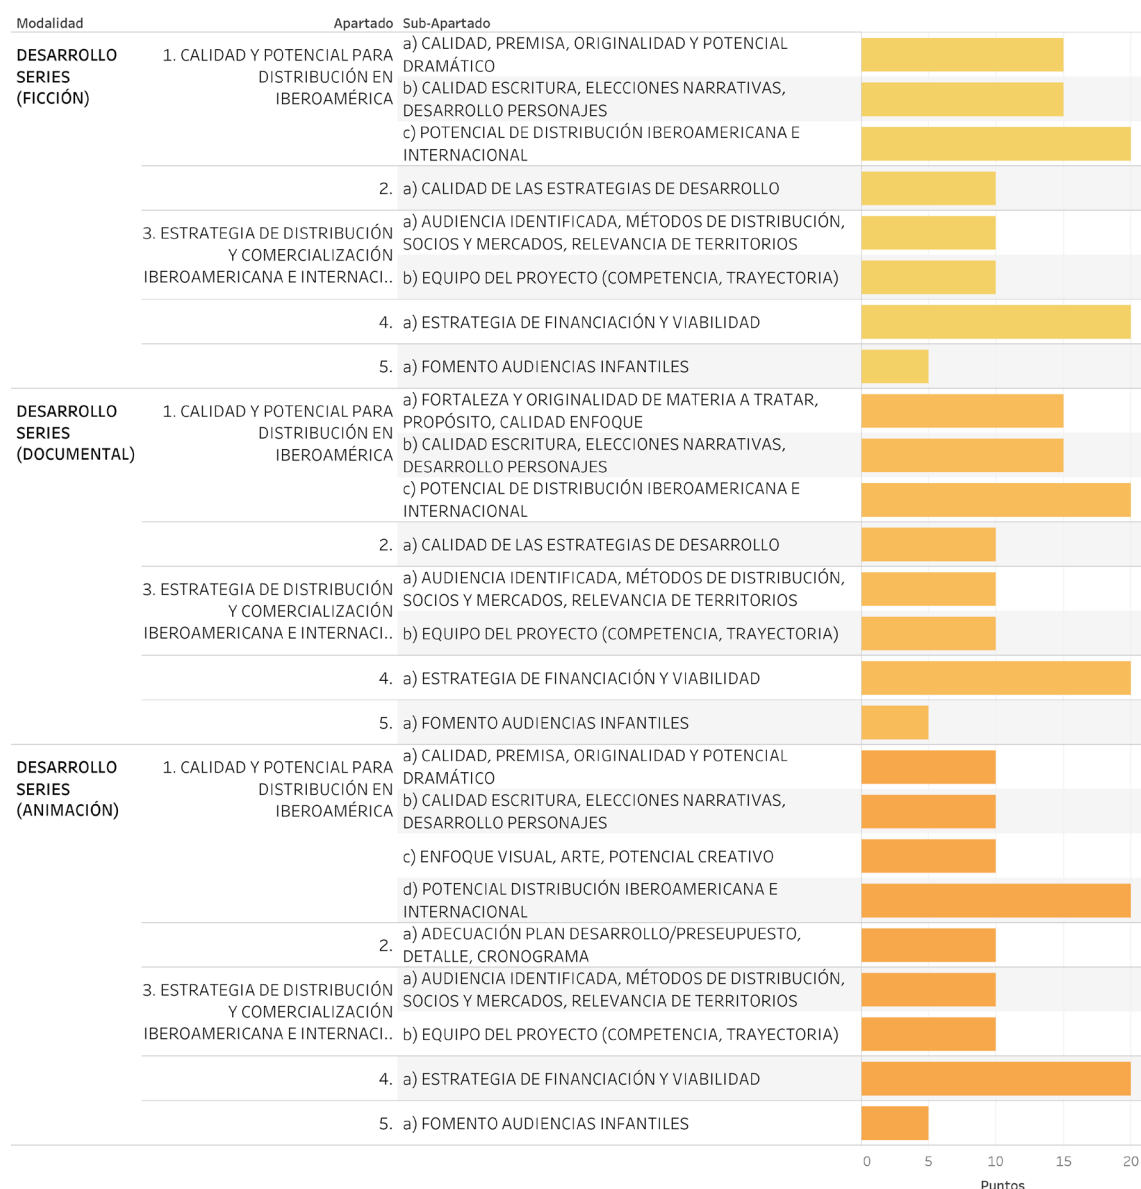 Modalidad Apartado Sub-Apartado
DESARROLLO
SERIES
(FICCIÓN)
1. CALIDAD Y POTENCIAL PARA
DISTRIBUCIÓN EN
IBEROAMÉRICA
a) CALIDAD, PREMISA, ORIGINALIDAD Y POTENCIAL
DRAMÁTICO
b) CALIDAD ESCRITURA, ELECCIONES NARRATIVAS,
DESARROLLO PERSONAJES
c) POTENCIAL DE DISTRIBUCIÓN IBEROAMERICANA E
INTERNACIONAL
2. a) CALIDAD DE LAS ESTRATEGIAS DE DESARROLLO
3. ESTRATEGIA DE DISTRIBUCIÓN
Y COMERCIALIZACIÓN
IBEROAMERICANA E INTERNACI..
a) AUDIENCIA IDENTIFICADA, MÉTODOS DE DISTRIBUCIÓN,
SOCIOS Y MERCADOS, RELEVANCIA DE TERRITORIOS
b) EQUIPO DEL PROYECTO (COMPETENCIA, TRAYECTORIA)
4. a) ESTRATEGIA DE FINANCIACIÓN Y VIABILIDAD
5. a) FOMENTO AUDIENCIAS INFANTILES
DESARROLLO
SERIES
(DOCUMENTAL)
1. CALIDAD Y POTENCIAL PARA
DISTRIBUCIÓN EN
IBEROAMÉRICA
a) FORTALEZA Y ORIGINALIDAD DE MATERIA A TRATAR,
PROPÓSITO, CALIDAD ENFOQUE
b) CALIDAD ESCRITURA, ELECCIONES NARRATIVAS,
DESARROLLO PERSONAJES
c) POTENCIAL DE DISTRIBUCIÓN IBEROAMERICANA E
INTERNACIONAL
2. a) CALIDAD DE LAS ESTRATEGIAS DE DESARROLLO
3. ESTRATEGIA DE DISTRIBUCIÓN
Y COMERCIALIZACIÓN
IBEROAMERICANA E INTERNACI..
a) AUDIENCIA IDENTIFICADA, MÉTODOS DE DISTRIBUCIÓN,
SOCIOS Y MERCADOS, RELEVANCIA DE TERRITORIOS
b) EQUIPO DEL PROYECTO (COMPETENCIA, TRAYECTORIA)
4. a) ESTRATEGIA DE FINANCIACIÓN Y VIABILIDAD
5. a) FOMENTO AUDIENCIAS INFANTILES
DESARROLLO
SERIES
(ANIMACIÓN)
1. CALIDAD Y POTENCIAL PARA
DISTRIBUCIÓN EN
IBEROAMÉRICA
a) CALIDAD, PREMISA, ORIGINALIDAD Y POTENCIAL
DRAMÁTICO
b) CALIDAD ESCRITURA, ELECCIONES NARRATIVAS,
DESARROLLO PERSONAJES
c) ENFOQUE VISUAL, ARTE, POTENCIAL CREATIVO
d) POTENCIAL DISTRIBUCIÓN IBEROAMERICANA E
INTERNACIONAL
2. a) ADECUACIÓN PLAN DESARROLLO/PRESEUPUESTO,
DETALLE, CRONOGRAMA
3. ESTRATEGIA DE DISTRIBUCIÓN
Y COMERCIALIZACIÓN
IBEROAMERICANA E INTERNACI..
a) AUDIENCIA IDENTIFICADA, MÉTODOS DE DISTRIBUCIÓN,
SOCIOS Y MERCADOS, RELEVANCIA DE TERRITORIOS
b) EQUIPO DEL PROYECTO (COMPETENCIA, TRAYECTORIA)
4. a) ESTRATEGIA DE FINANCIACIÓN Y VIABILIDAD
5. a) FOMENTO AUDIENCIAS INFANTILES
0 5 10 15 20
Puntos